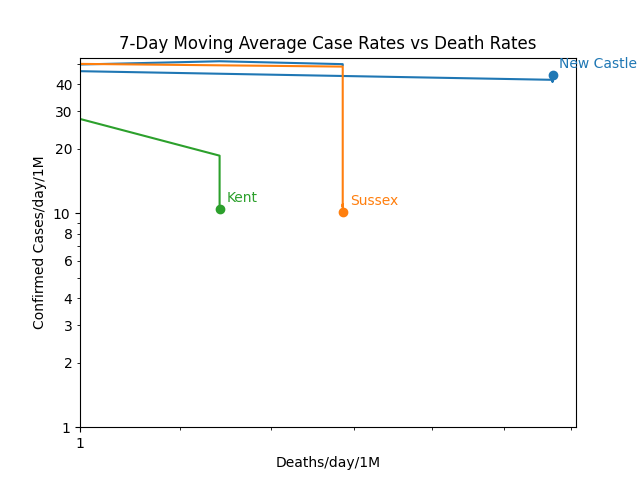 7-Day Moving Average Case Rates vs Death Rates
New Castle
40
30
20
Kent
Sussex
10
8
6
4
3
2
1
1
Confirmed Cases/day/1M
Deaths/day/1M